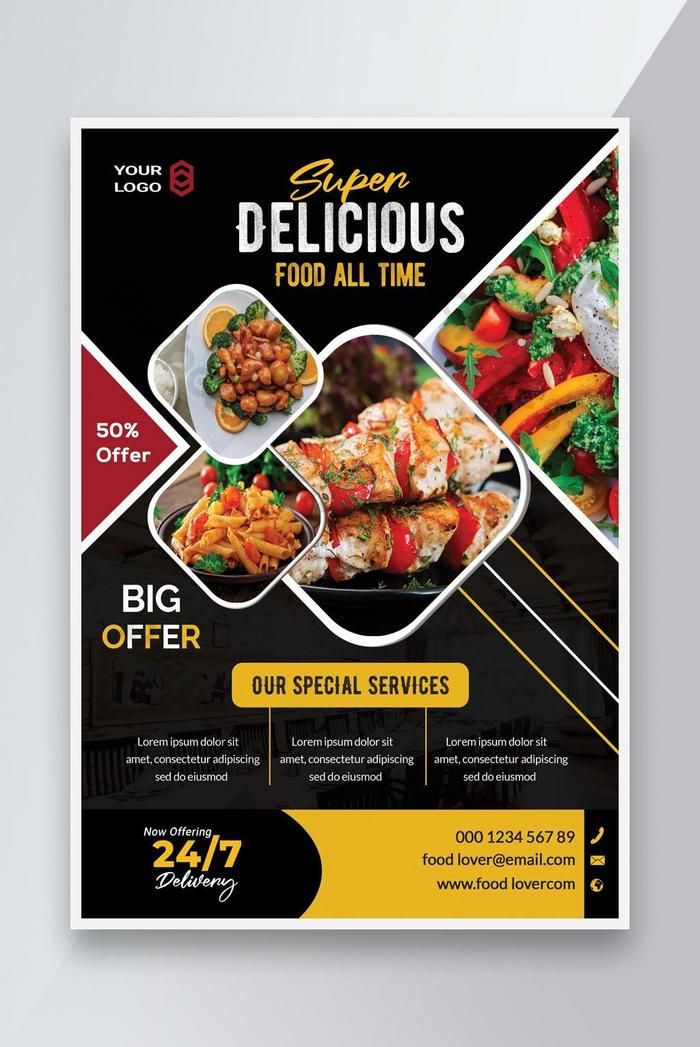 YOUR
LOGO
Super
DELICIOUS
FOOD ALL TIME
50%
Offer
BIG
OFFER
OUR SPECIAL SERVICES
Lorem ipsum dolor sit
amet, consectetur adipiscing
sed do eiusmod
Lorem ipsum dolor sit
amet, consectetur adipiscing
sed do eiusmod
Lorem ipsum dolor sit
amet, consectetur adipiscing
sed do eiusmod
Now Offering
24/7
Delivery
000 1234 567 89
food lover@email.com
www.food lovercom